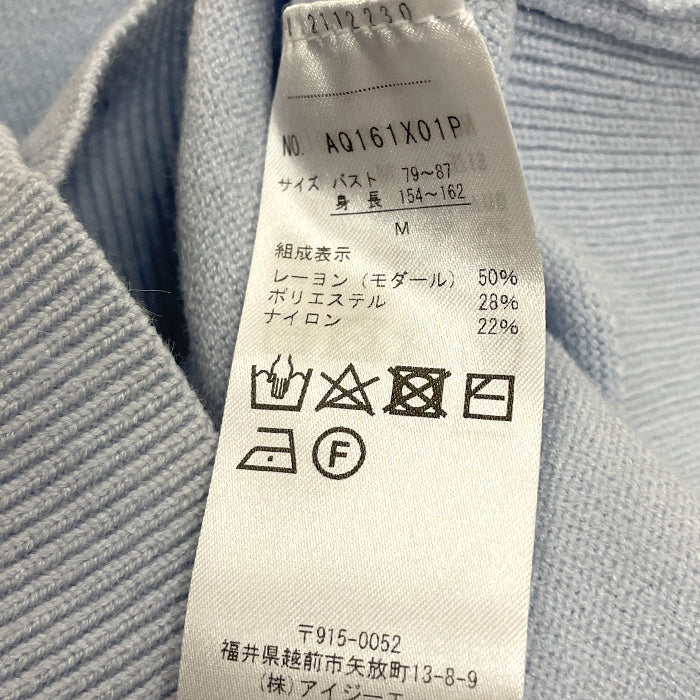 2112230
NO. AQ161X01P
サイズ バスト 79～87
身長 154～162
M
組成表示
レーヨン (モダール) 50%
ポリエステル 28%
ナイロン 22%
F
〒915-0052
福井県越前市矢放町13-8-9
(株)アイジーエ